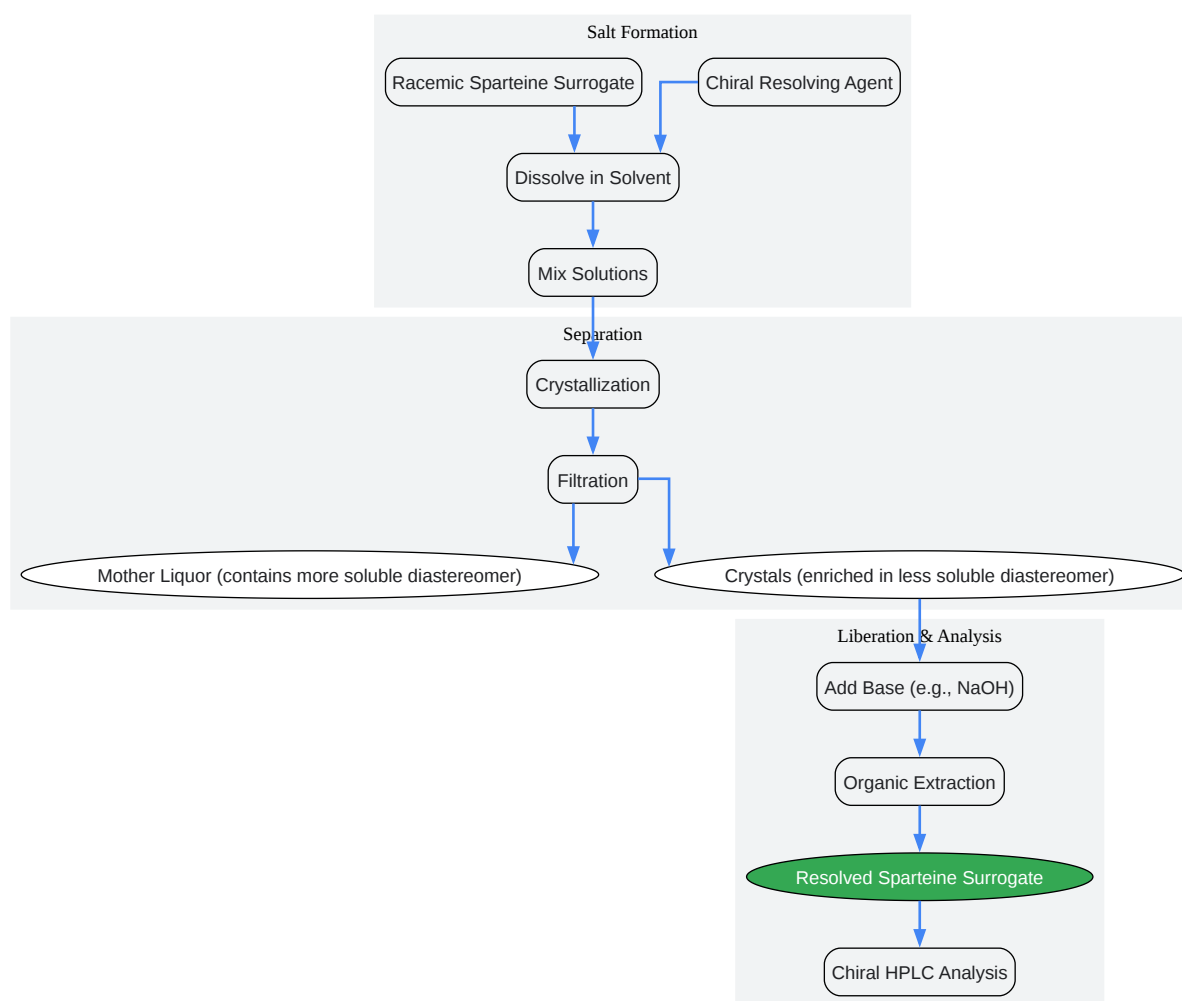 Salt Formation
Racemic Sparteine Surrogate
Chiral Resolving Agent
Dissolve in Solvent
Mix Solutions
Separation
Crystallization
Filtration
Mother Liquor (contains more soluble diastereomer)
Crystals (enriched in less soluble diastereomer)
Liberation & Analysis
Add Base (e.g., NaOH)
Organic Extraction
Resolved Sparteine Surrogate
Chiral HPLC Analysis